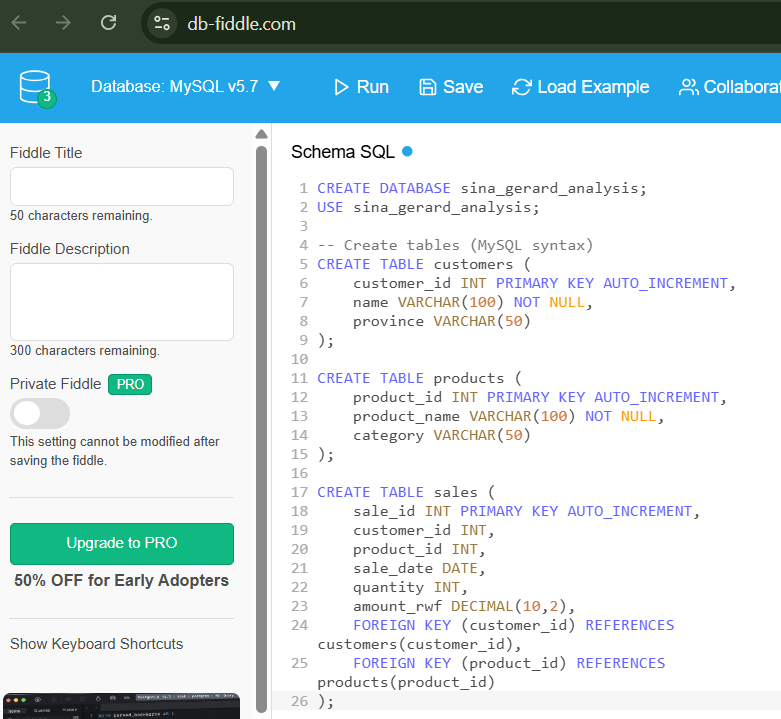 db-fiddle.com
3
Database: MySQL v5.7 ▼
Run
Save
Load Example
Collaborat
Fiddle Title
50 characters remaining.
Fiddle Description
300 characters remaining.
Private Fiddle PRO
This setting cannot be modified after
saving the fiddle.
Upgrade to PRO
50% OFF for Early Adopters
Show Keyboard Shortcuts
Schema SQL
1 CREATE DATABASE sina_gerard_analysis;
2 USE sina_gerard_analysis;
3
4 -- Create tables (MySQL syntax)
5 CREATE TABLE customers (
6     customer_id INT PRIMARY KEY AUTO_INCREMENT,
7     name VARCHAR(100) NOT NULL,
8     province VARCHAR(50)
9 );
10
11 CREATE TABLE products (
12     product_id INT PRIMARY KEY AUTO_INCREMENT,
13     product_name VARCHAR(100) NOT NULL,
14     category VARCHAR(50)
15 );
16
17 CREATE TABLE sales (
18     sale_id INT PRIMARY KEY AUTO_INCREMENT,
19     customer_id INT,
20     product_id INT,
21     sale_date DATE,
22     quantity INT,
23     amount_rwf DECIMAL(10,2),
24     FOREIGN KEY (customer_id) REFERENCES
customers(customer_id),
25     FOREIGN KEY (product_id) REFERENCES
products(product_id)
26 );